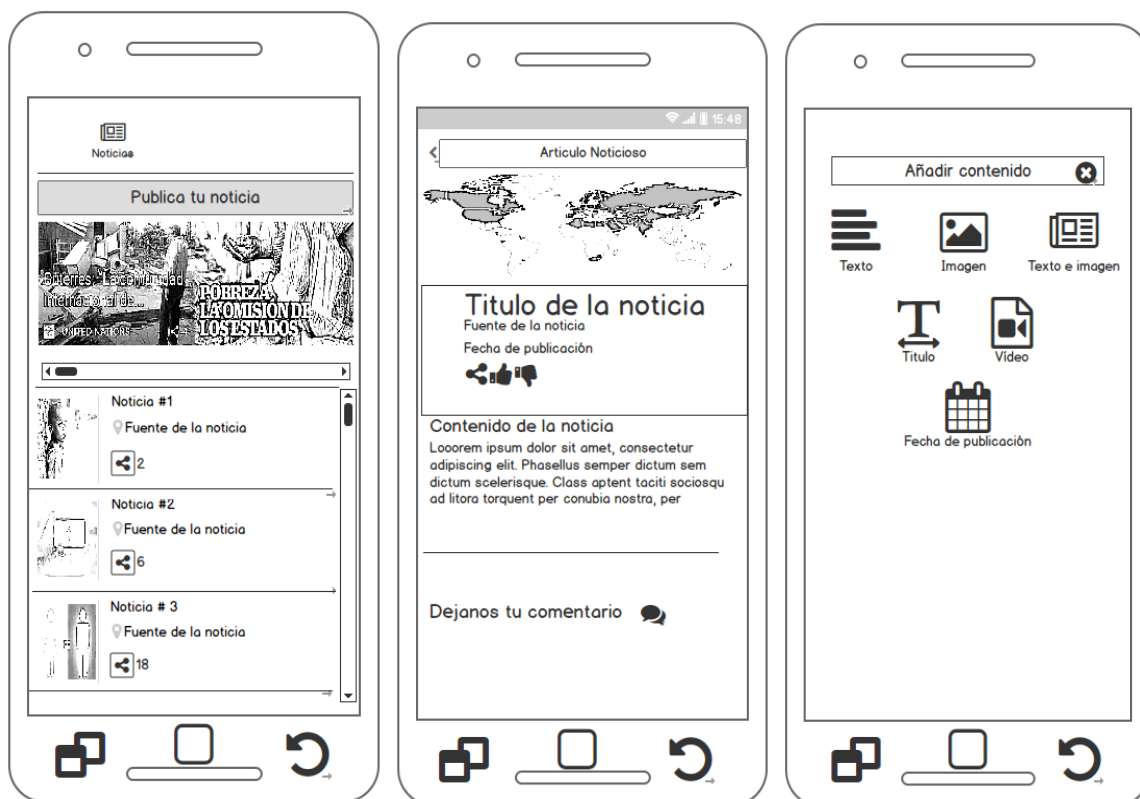 Noticias
Publica tu noticia
Internacional de...
UNITED NATIONS
POBREZA
LA OMISION DE
LOS ESTADOS
Noticia #1
Fuente de la noticia
2
Noticia #2
Fuente de la noticia
6
Noticia # 3
Fuente de la noticia
18
15:48
Articulo Noticioso
Titulo de la noticia
Fuente de la noticia
Fecha de publicación
Contenido de la noticia
Looorem ipsum dolor sit amet, consectetur
adipiscing elit. Phasellus semper dictum sem
dictum scelerisque. Class aptent taciti sociosqu
ad litora torquent per conubia nostra, per
Dejanos tu comentario
Añadir contenido
Texto
Imagen
Texto e imagen
Titulo
Vídeo
Fecha de publicación